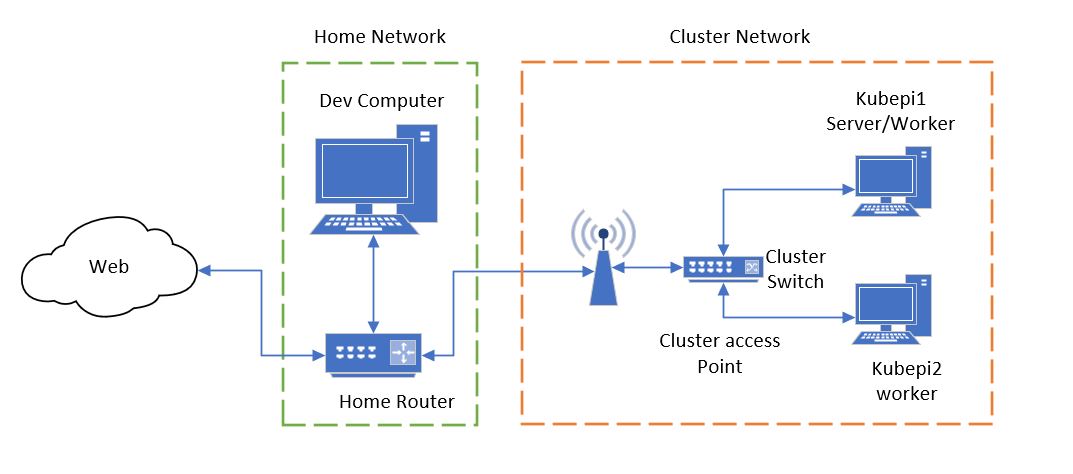 Home Network
Cluster Network
Dev Computer
Kubepi1
Server/Worker
Web
Cluster
Switch
Cluster access
Point
Kubepi2
worker
Home Router